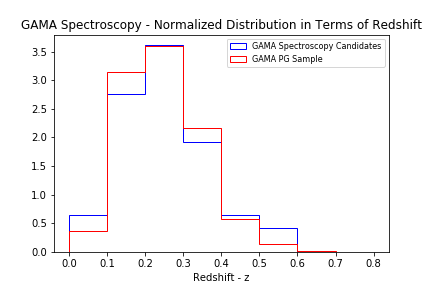 GAMA Spectroscopy - Normalized Distribution in Terms of Redshift
GAMA Spectroscopy Candidates
GAMA PG Sample
3.5
3.0
2.5
2.0
1.5
1.0
0.5
0.0
0.0 0.1 0.2 0.3 0.4 0.5 0.6 0.7 0.8
Redshift - z